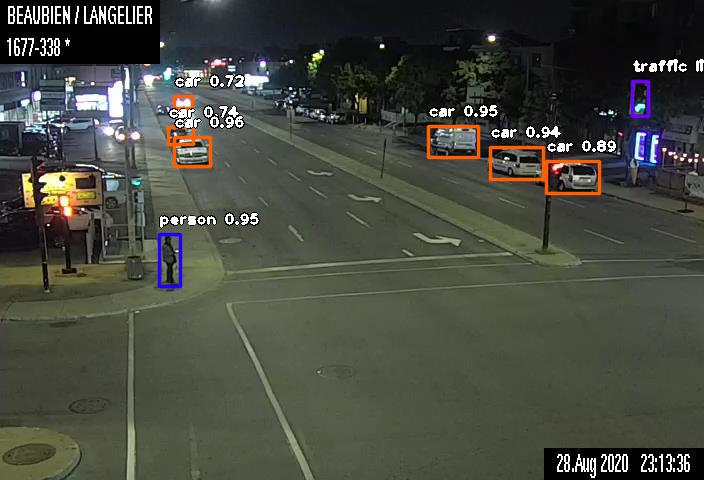 BEAUBIEN / LANGELIER
1677-338 *
car 0.72
traffic
car 0.74
car 0.96
car 0.95
car 0.94
car 0.89
person 0.95
28.Aug 2020 23:13:36